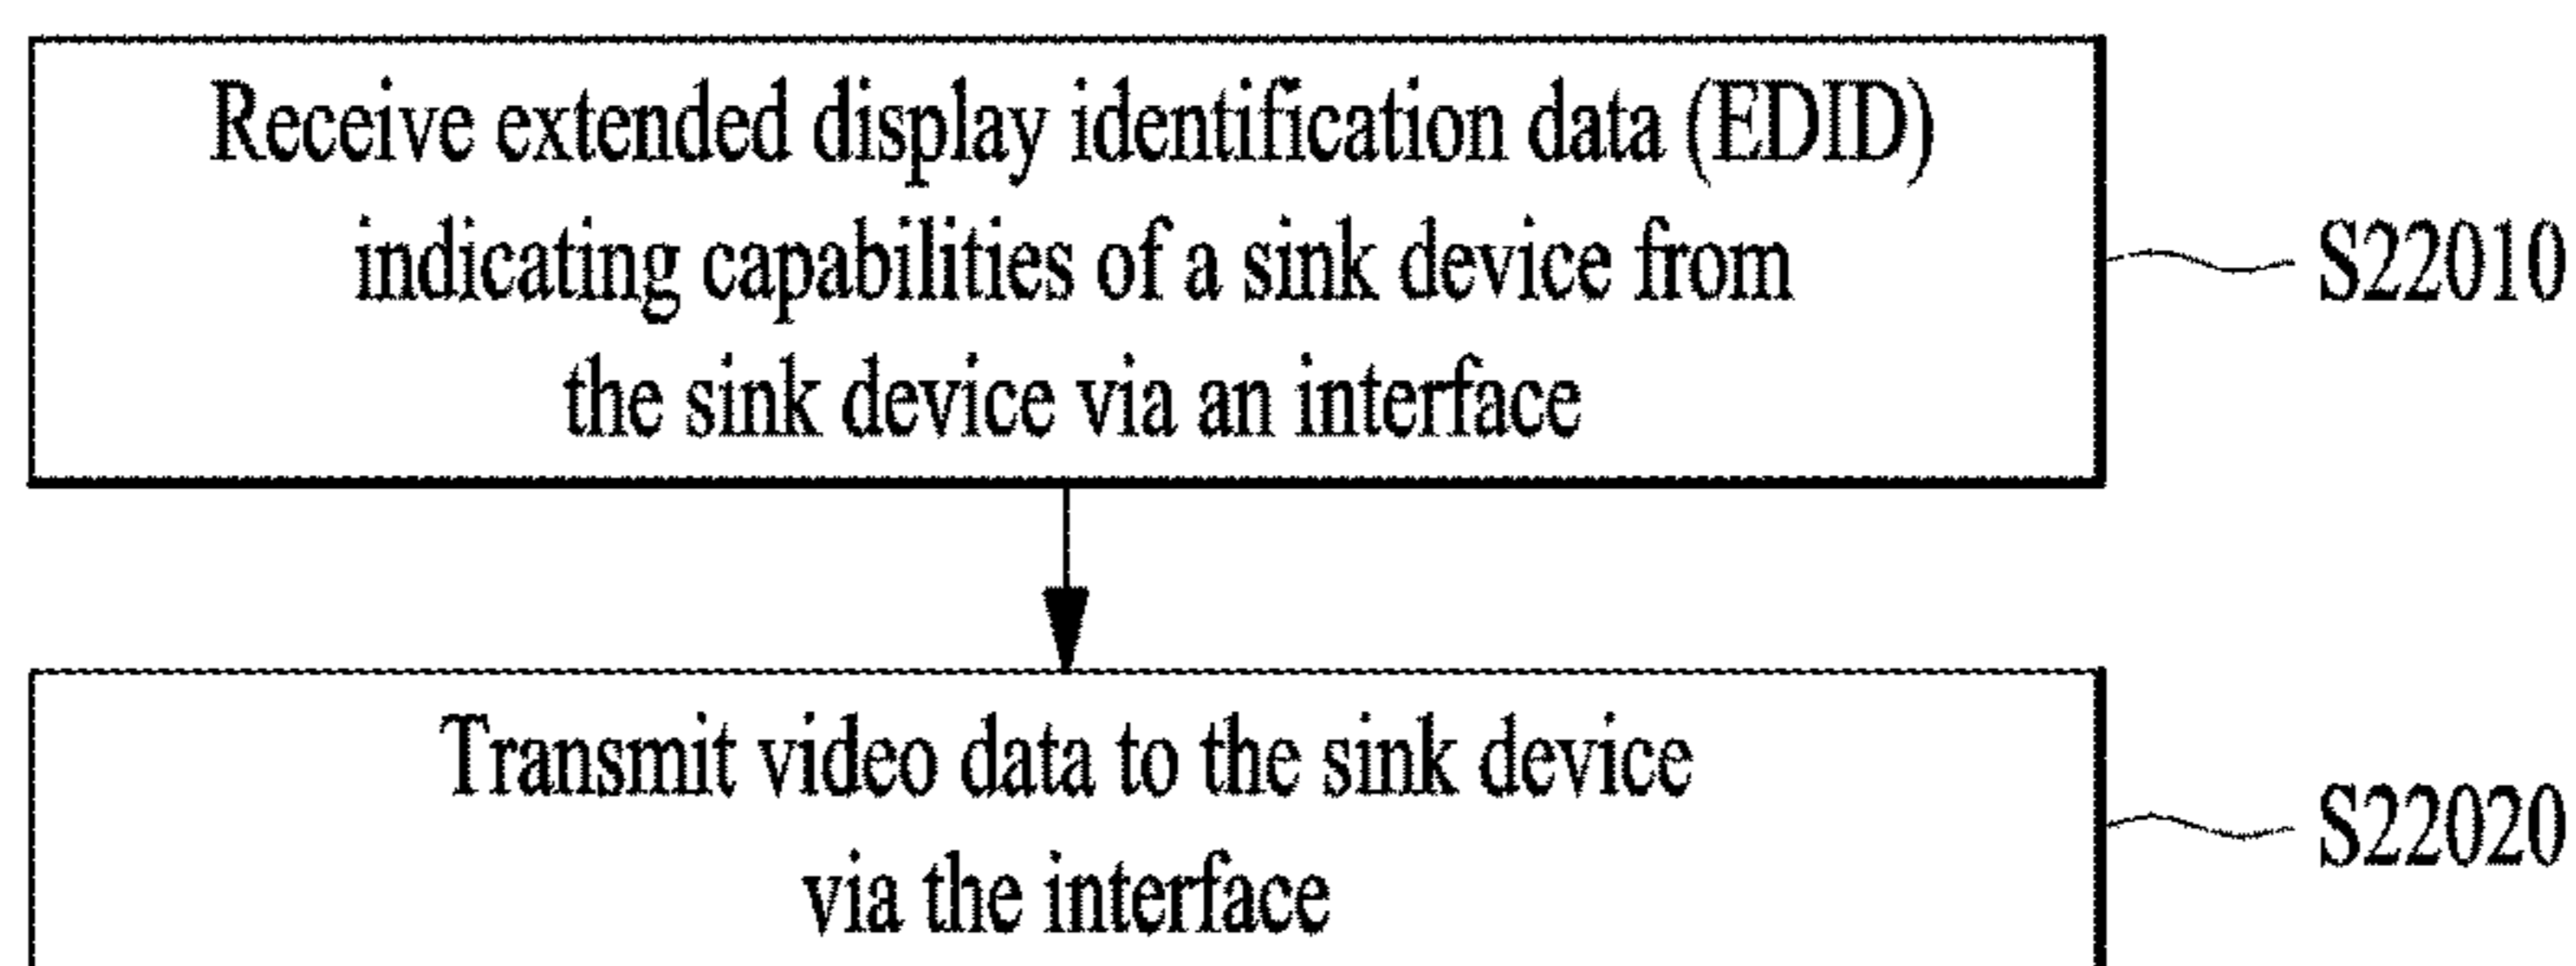 Receive extended display identification data (EDID)
indicating capabilities of a sink device from
the sink device via an interface
S22010
Transmit video data to the sink device
via the interface
S22020